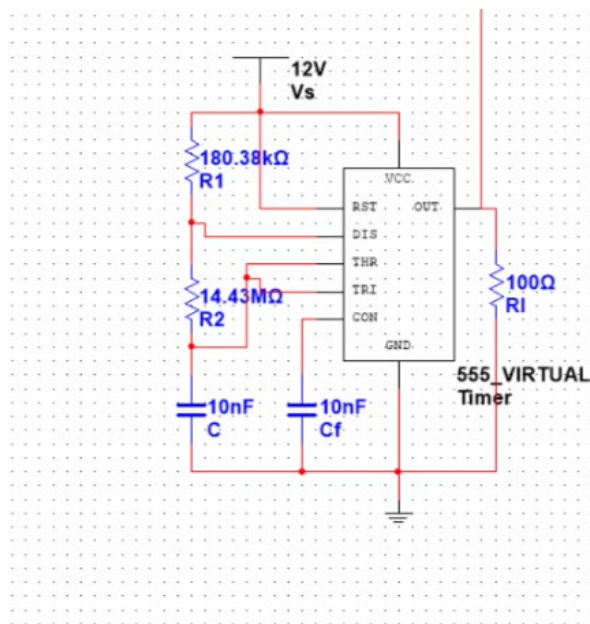 12V
Vs
180.38kΩ
R1
VCC
RST
OUT
DIS
THR
14.43MΩ
TRI
R2
100Ω
Rl
CON
GND
555_VIRTUAL
Timer
10nF
C
10nF
Cf